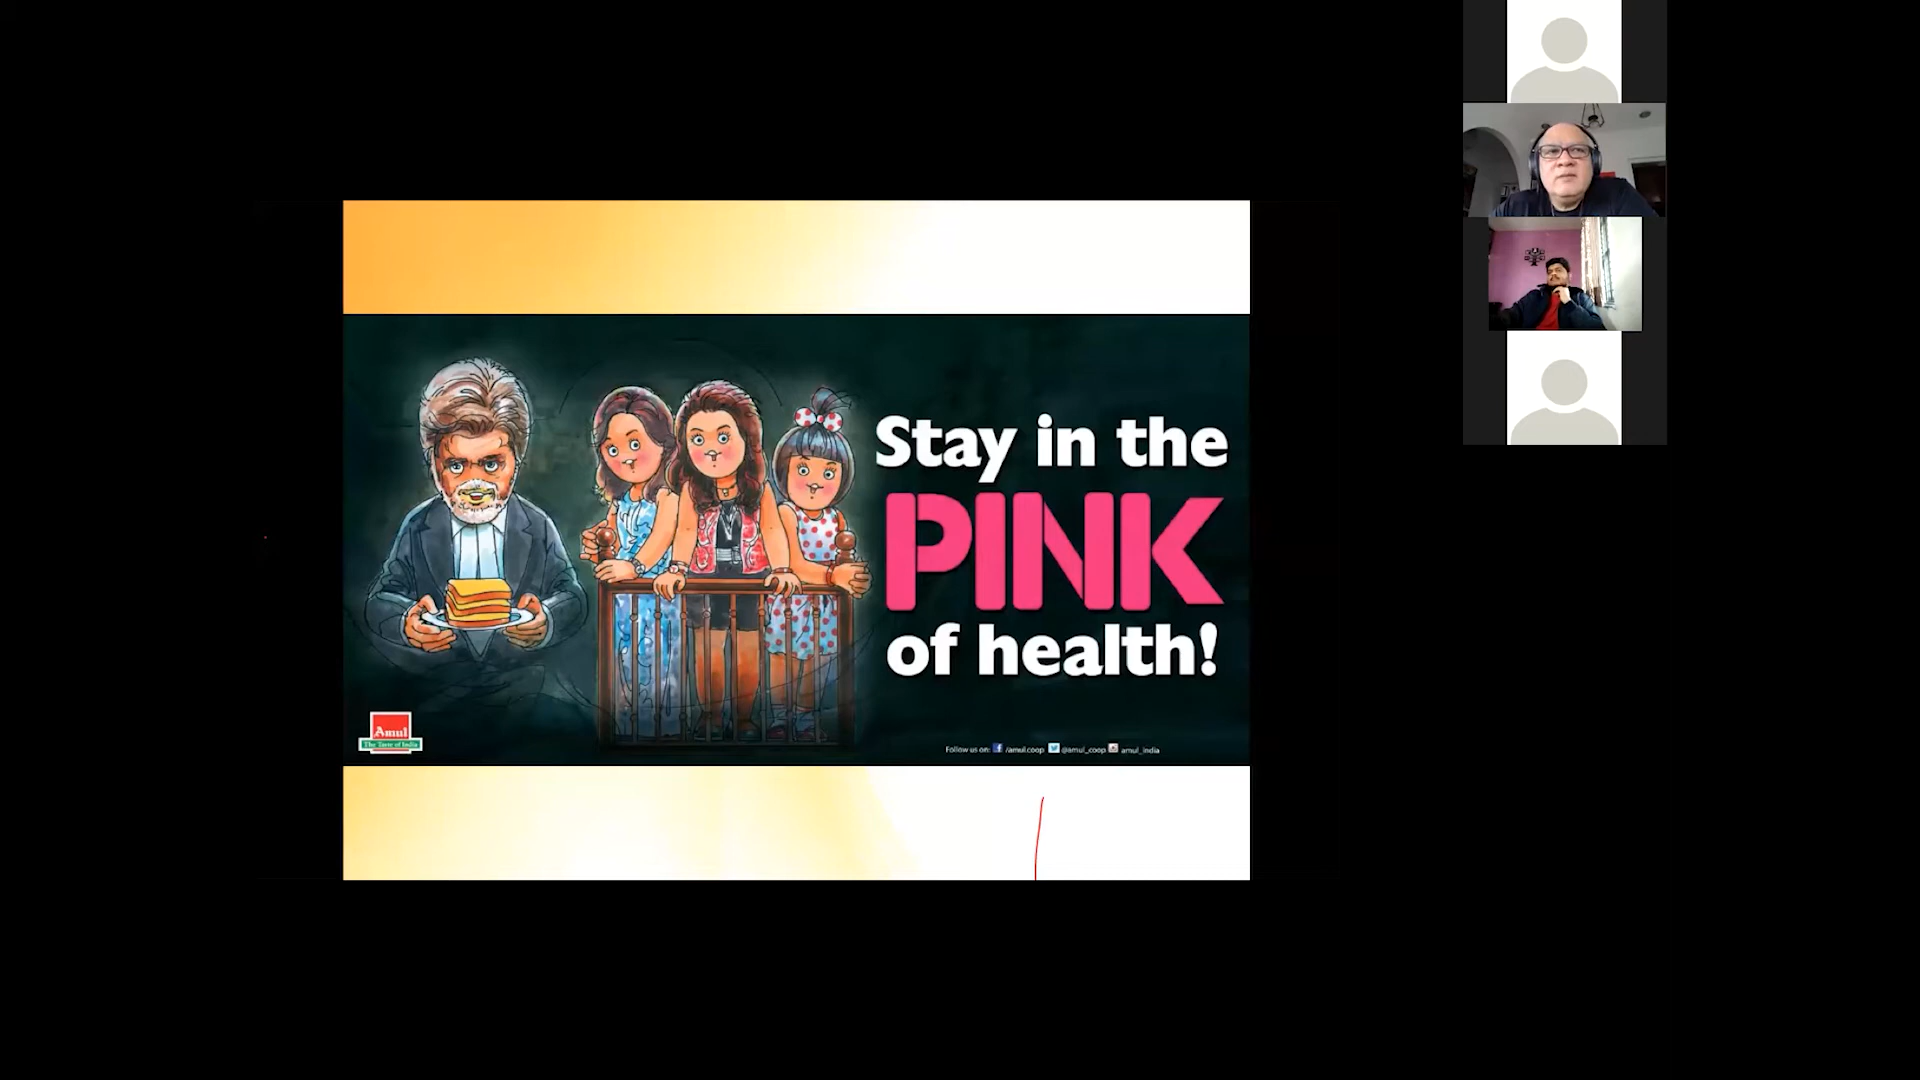 Stay in the
PINK
of health!
Amul
The Taste of India
Follow us on: /amul.coop @amul_coop amul_india